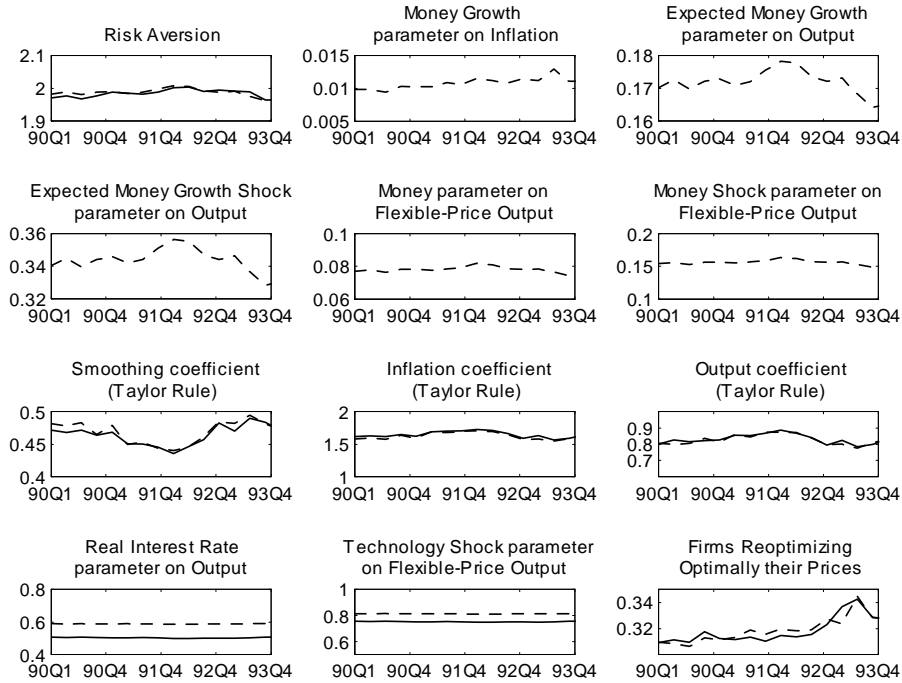 Risk Aversion
Money Growth
parameter on Inflation
Expected Money Growth
parameter on Output
2.1
2
1.9
90Q1 90Q4 91Q4 92Q4 93Q4
0.015
0.01
0.005
90Q1 90Q4 91Q4 92Q4 93Q4
0.18
0.17
0.16
90Q1 90Q4 91Q4 92Q4 93Q4
Expected Money Growth Shock
parameter on Output
Money parameter on
Flexible-Price Output
Money Shock parameter on
Flexible-Price Output
0.36
0.34
0.32
90Q1 90Q4 91Q4 92Q4 93Q4
0.1
0.08
0.06
90Q1 90Q4 91Q4 92Q4 93Q4
0.2
0.15
0.1
90Q1 90Q4 91Q4 92Q4 93Q4
Smoothing coefficient
(Taylor Rule)
Inflation coefficient
(Taylor Rule)
Output coefficient
(Taylor Rule)
0.5
0.45
0.4
90Q1 90Q4 91Q4 92Q4 93Q4
2
1.5
1
90Q1 90Q4 91Q4 92Q4 93Q4
0.9
0.8
0.7
90Q1 90Q4 91Q4 92Q4 93Q4
Real Interest Rate
parameter on Output
Technology Shock parameter
on Flexible-Price Output
Firms Reoptimizing
Optimally their Prices
0.8
0.6
0.4
90Q1 90Q4 91Q4 92Q4 93Q4
1
0.8
0.6
90Q1 90Q4 91Q4 92Q4 93Q4
0.34
0.32
90Q1 90Q4 91Q4 92Q4 93Q4